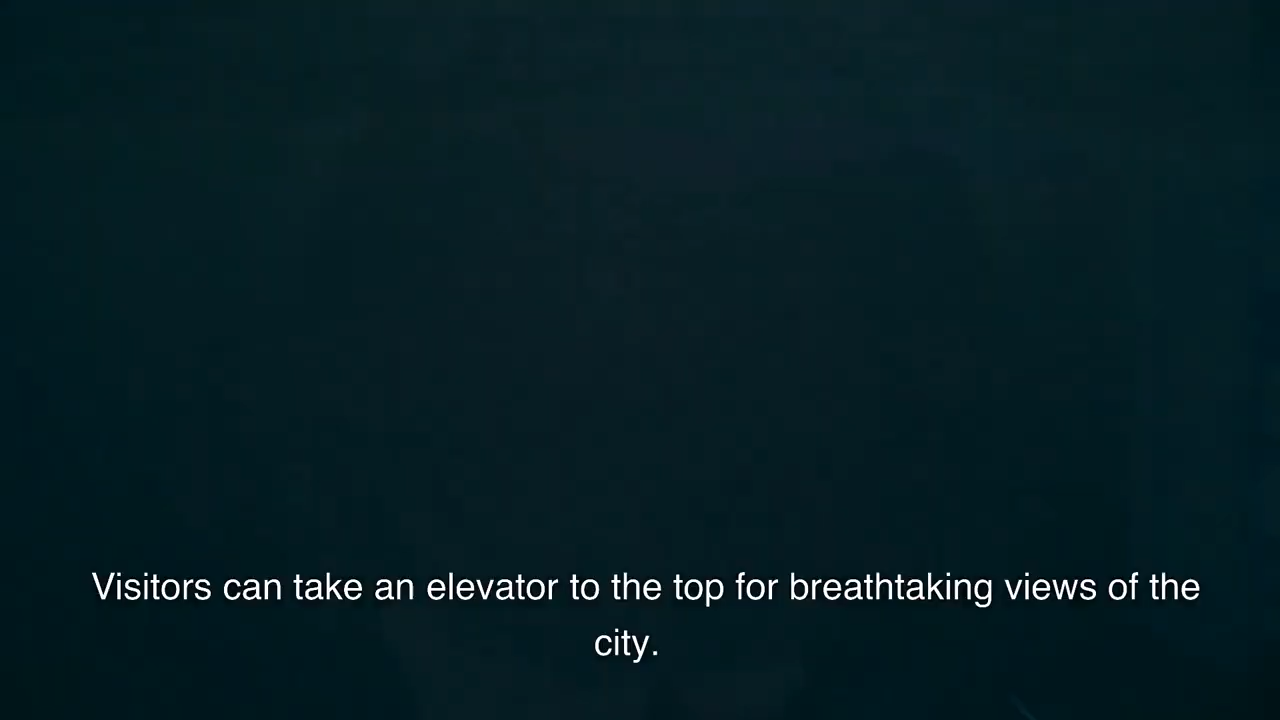 Visitors can take an elevator to the top for breathtaking views of the
city.